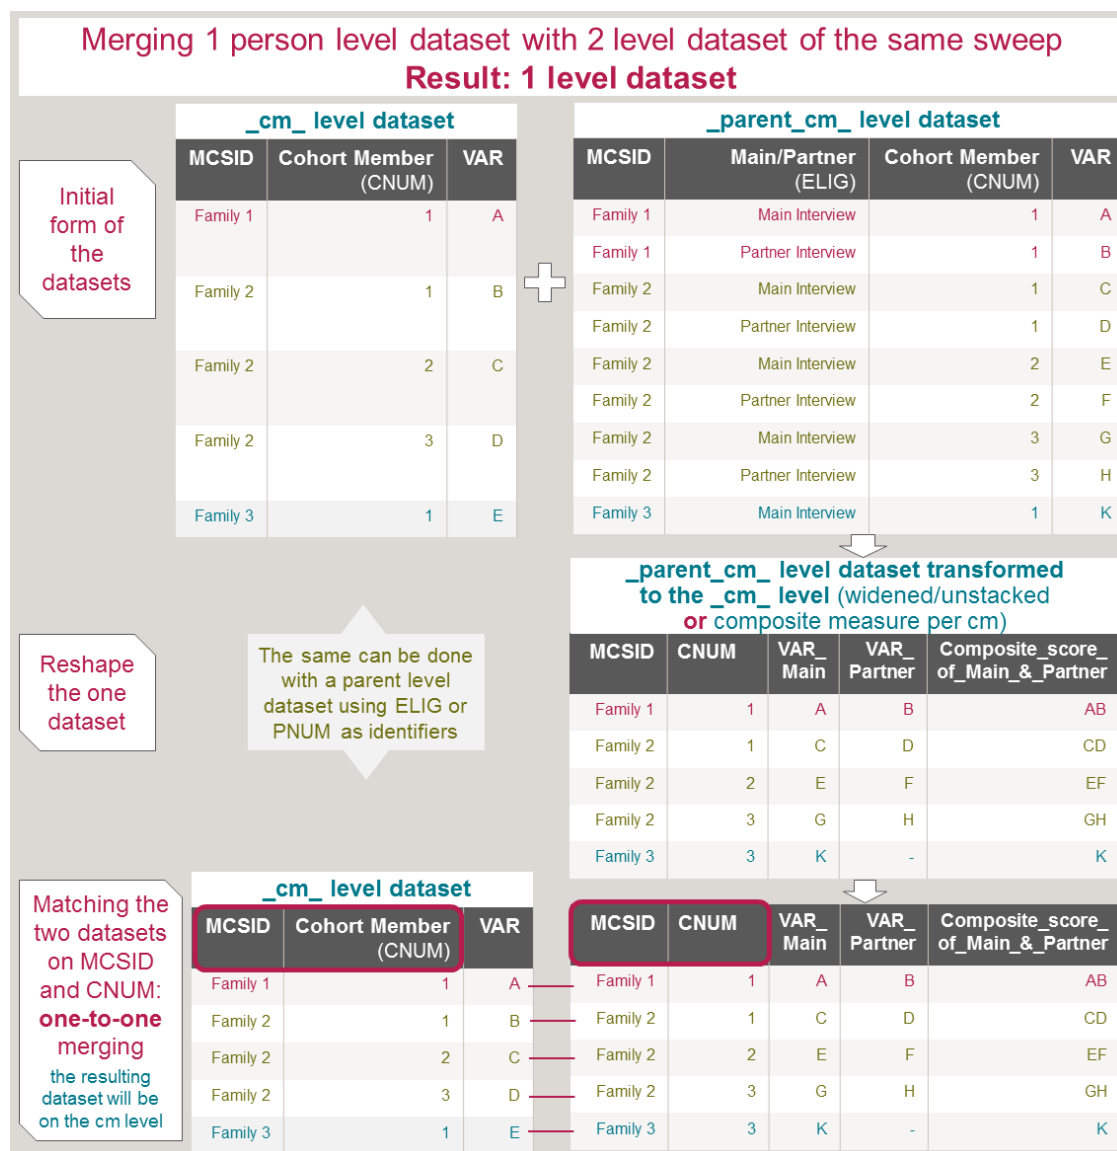 Merging 1 person level dataset with 2 level dataset of the same sweep
Result: 1 level dataset
Initial
form of
the
datasets
_cm_ level dataset
MCSID Cohort Member VAR
(CNUM)
Family 1 1 A
Family 2 1 B
Family 2 2 C
Family 2 3 D
Family 3 1 E
_parent_cm_ level dataset
MCSID Main/Partner Cohort Member VAR
(ELIG) (CNUM)
Family 1 Main Interview 1 A
Family 1 Partner Interview 1 B
Family 2 Main Interview 1 C
Family 2 Partner Interview 1 D
Family 2 Main Interview 2 E
Family 2 Partner Interview 2 F
Family 2 Main Interview 3 G
Family 2 Partner Interview 3 H
Family 3 Main Interview 1 K
Reshape
the one
dataset
The same can be done
with a parent level
dataset using ELIG or
PNUM as identifiers
_parent_cm_ level dataset transformed
to the _cm_ level (widened/unstacked
or composite measure per cm)
MCSID CNUM VAR_ VAR_ Composite_score_
Main Partner of_Main_&_Partner
Family 1 1 A B AB
Family 2 1 C D CD
Family 2 2 E F EF
Family 2 3 G H GH
Family 3 3 K - K
Matching the
two datasets
on MCSID
and CNUM:
one-to-one
merging
the resulting
dataset will be
on the cm level
_cm_ level dataset
MCSID Cohort Member VAR
(CNUM)
Family 1 1 A
Family 2 1 B
Family 2 2 C
Family 2 3 D
Family 3 1 E
MCSID CNUM VAR_ VAR_ Composite_score_
Main Partner of_Main_&_Partner
Family 1 1 A B AB
Family 2 1 C D CD
Family 2 2 E F EF
Family 2 3 G H GH
Family 3 3 K - K